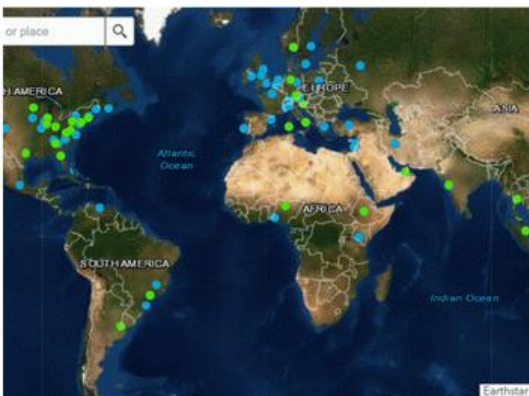 or place
H AMERICA
EUROPE
ASIA
Atlantic
Ocean
AFRICA
SOUTH AMERICA
Indian Ocean
Earthstar